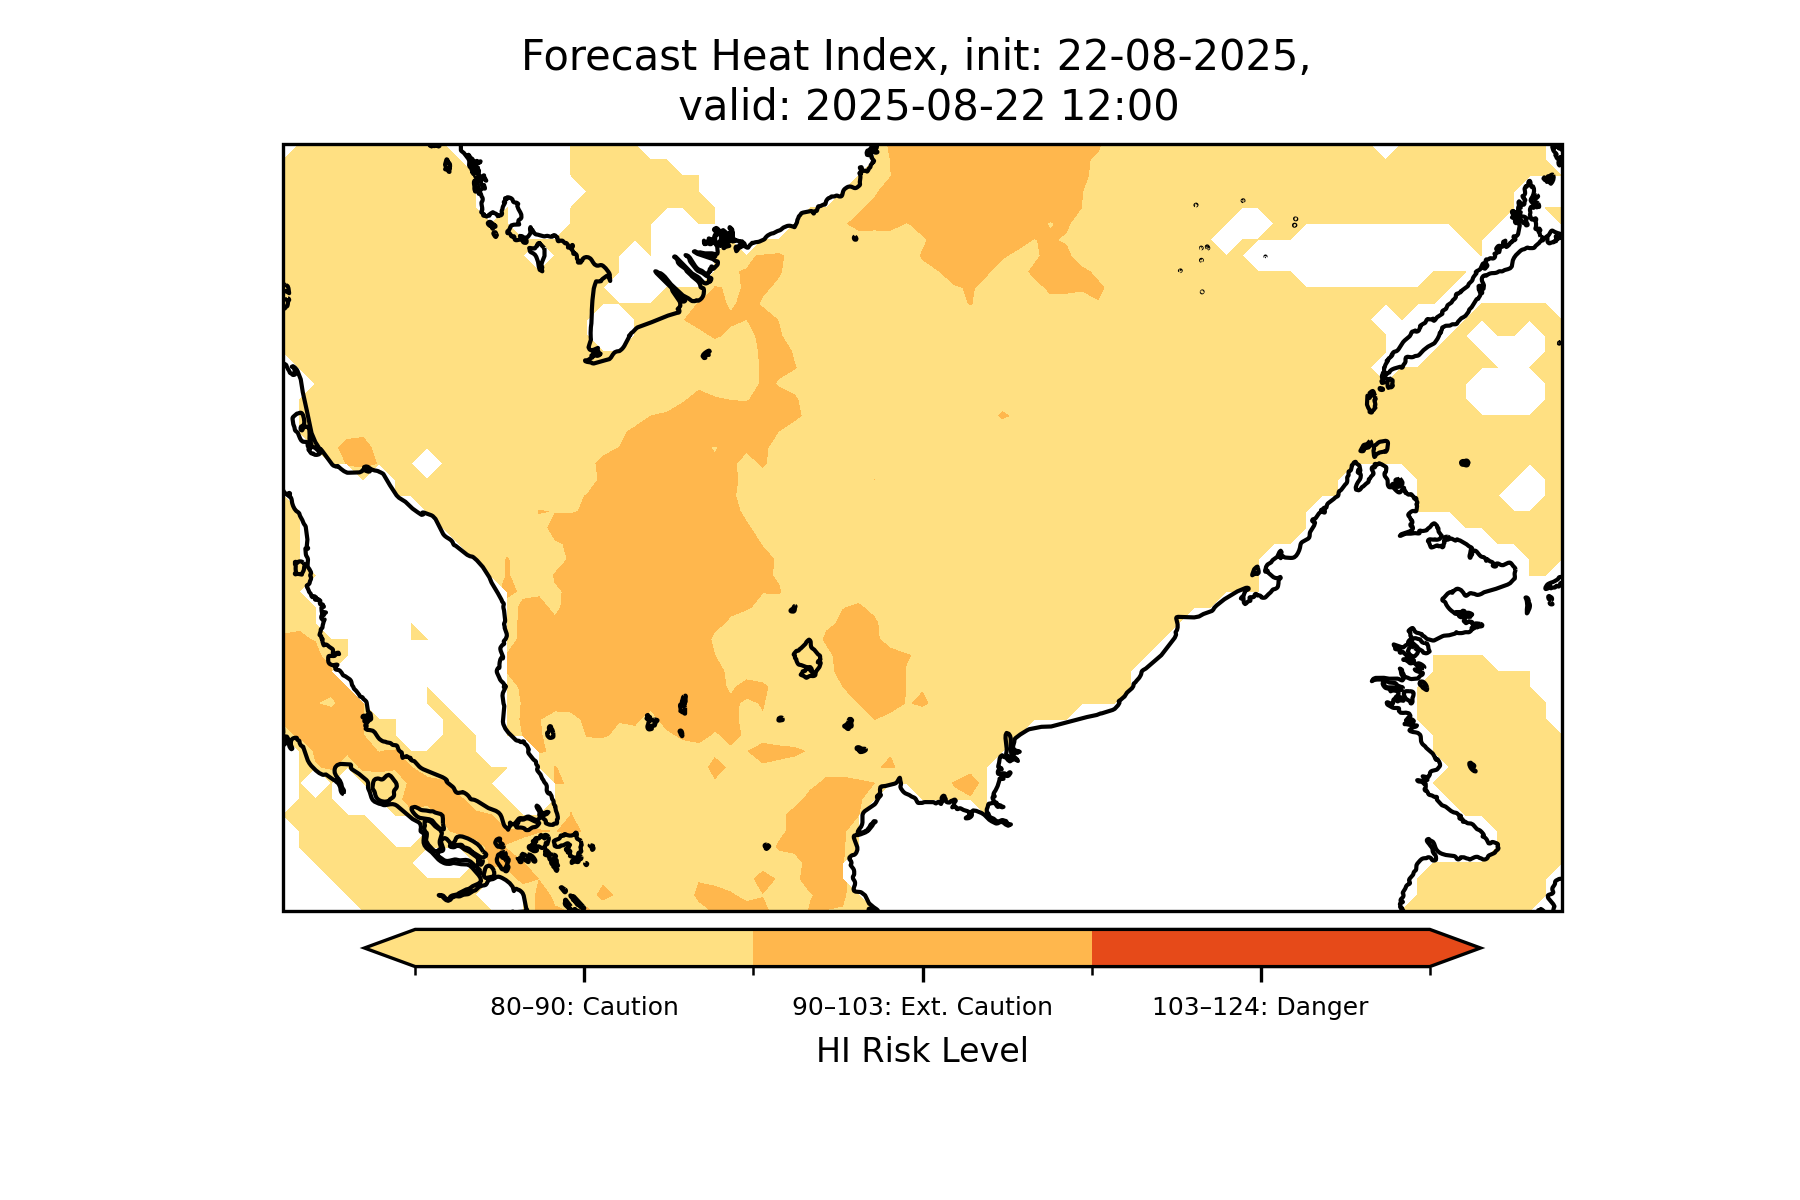 Forecast Heat Index, init: 22-08-2025,
valid: 2025-08-22 12:00
80–90: Caution
90–103: Ext. Caution
103–124: Danger
HI Risk Level